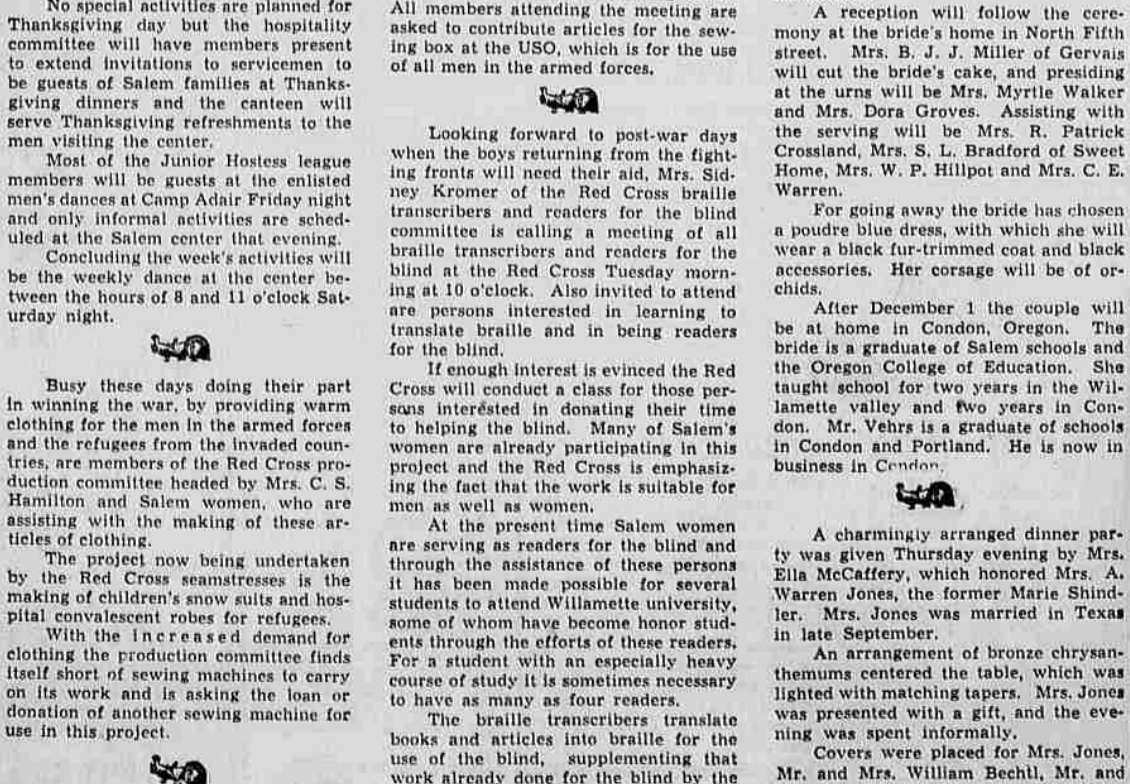 No special activities are planned for
Thanksgiving day but the hospitality
committee will have members present
to extend invitations to servicemen to
be guests of Salem families at Thanks-
giving dinners and the canteen will
serve Thanksgiving refreshments to the
men visiting the center.
Most of the Junior Hostess league
members will be guests at the enlisted
men's dances at Camp Adair Friday night
and only informal activities are sched-
uled at the Salem center that evening.
Concluding the week's activities will
be the weekly dance at the center be-
tween the hours of 8 and 11 o'clock Sat-
urday night.
Busy these days doing their part
in winning the war, by providing warm
clothing for the men in the armed forces
and the refugees from the invaded coun-
tries, are members of the Red Cross pro-
duction committee headed by Mrs. C. S.
Hamilton and Salem women, who are
assisting with the making of these ar-
ticles of clothing.
The project now being undertaken
by the Red Cross seamstresses is the
making of children's snow suits and hos-
pital convalescent robes for refugees.
With the increased demand for
clothing the production committee finds
itself short of sewing machines to carry
on its work and is asking the loan or
donation of another sewing machine for
use in this project.
All members attending the meeting are
asked to contribute articles for the sew-
ing box at the USO, which is for the use
of all men in the armed forces.
Looking forward to post-war days
when the boys returning from the fight-
ing fronts will need their aid, Mrs. Sid-
ney Kromer of the Red Cross braille
transcribers and readers for the blind
committee is calling a meeting of all
braille transcribers and readers for the
blind at the Red Cross Tuesday morn-
ing at 10 o'clock. Also invited to attend
are persons interested in learning to
translate braille and in being readers
for the blind.
If enough interest is evinced the Red
Cross will conduct a class for those per-
sons interested in donating their time
to helping the blind. Many of Salem's
women are already participating in this
project and the Red Cross is emphasiz-
ing the fact that the work is suitable for
men as well as women.
At the present time Salem women
are serving as readers for the blind and
through the assistance of these persons
it has been made possible for several
students to attend Willamette university,
some of whom have become honor stud-
ents through the efforts of these readers.
For a student with an especially heavy
course of study it is sometimes necessary
to have as many as four readers.
The braille transcribers translate
books and articles into braille for the
use of the blind, supplementing that
work already done for the blind by the
A reception will follow the cere-
mony at the bride's home in North Fifth
street. Mrs. B. J. J. Miller of Gervais
will cut the bride's cake, and presiding
at the urns will be Mrs. Myrtle Walker
and Mrs. Dora Groves. Assisting with
the serving will be Mrs. R. Patrick
Crossland, Mrs. S. L. Bradford of Sweet
Home, Mrs. W. P. Hillpot and Mrs. C. E.
Warren.
For going away the bride has chosen
a poudre blue dress, with which she will
wear a black fur-trimmed coat and black
accessories. Her corsage will be of or-
chids.
After December 1 the couple will
be at home in Condon, Oregon. The
bride is a graduate of Salem schools and
the Oregon College of Education. She
taught school for two years in the Wil-
lamette valley and two years in Con-
don. Mr. Vehrs is a graduate of schools
in Condon and Portland. He is now in
business in Condon.
A charmingly arranged dinner par-
ty was given Thursday evening by Mrs.
Ella McCaffery, which honored Mrs. A.
Warren Jones, the former Marie Shind-
ler. Mrs. Jones was married in Texas
in late September.
An arrangement of bronze chrysan-
themums centered the table, which was
lighted with matching tapers. Mrs. Jones
was presented with a gift, and the eve-
ning was spent informally.
Covers were placed for Mrs. Jones,
Mr. and Mrs. William Bechtl, Mr. and